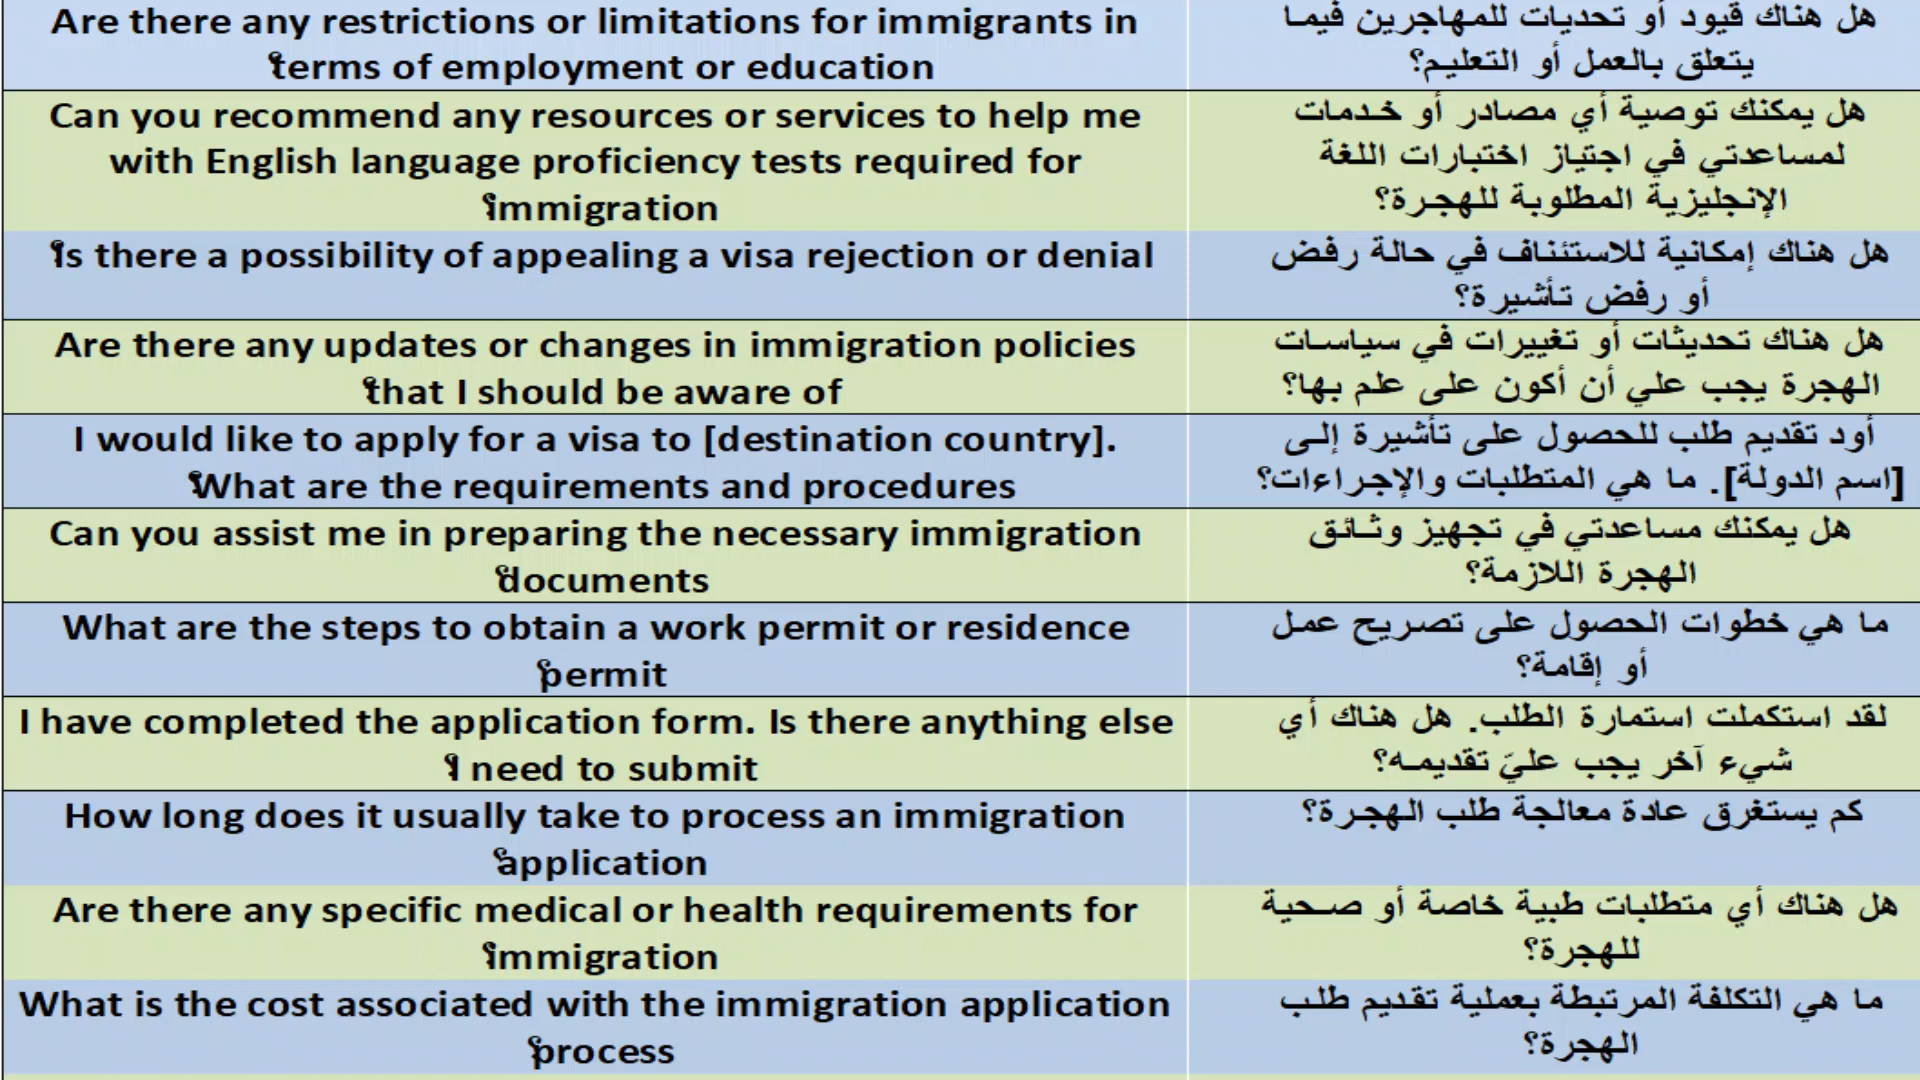 Are there any restrictions or limitations for immigrants in
terms of employment or education؟
هل هناك قيود أو تحديات للمهاجرين فيما
يتعلق بالعمل أو التعليم؟
Can you recommend any resources or services to help me
with English language proficiency tests required for
immigration؟
هل يمكنك توصية أي مصادر أو خدمات
لمساعدتي في اجتياز اختبارات اللغة
الإنجليزية المطلوبة للهجرة؟
Is there a possibility of appealing a visa rejection or denial؟
هل هناك إمكانية للاستئناف في حالة رفض
أو رفض تأشيرة؟
Are there any updates or changes in immigration policies
that I should be aware of؟
هل هناك تحديثات أو تغييرات في سياسات
الهجرة يجب علي أن أكون على علم بها؟
I would like to apply for a visa to [destination country].
What are the requirements and procedures؟
أود تقديم طلب للحصول على تأشيرة إلى
[اسم الدولة]. ما هي المتطلبات والإجراءات؟
Can you assist me in preparing the necessary immigration
documents؟
هل يمكنك مساعدتي في تجهيز وثائق
الهجرة اللازمة؟
What are the steps to obtain a work permit or residence
permit؟
ما هي خطوات الحصول على تصريح عمل
أو إقامة؟
I have completed the application form. Is there anything else
I need to submit؟
لقد استكملت استمارة الطلب. هل هناك أي
شيء آخر يجب عليّ تقديمه؟
How long does it usually take to process an immigration
application؟
كم يستغرق عادة معالجة طلب الهجرة؟
Are there any specific medical or health requirements for
immigration؟
هل هناك أي متطلبات طبية خاصة أو صحية
للهجرة؟
What is the cost associated with the immigration application
process؟
ما هي التكلفة المرتبطة بعملية تقديم طلب
الهجرة؟